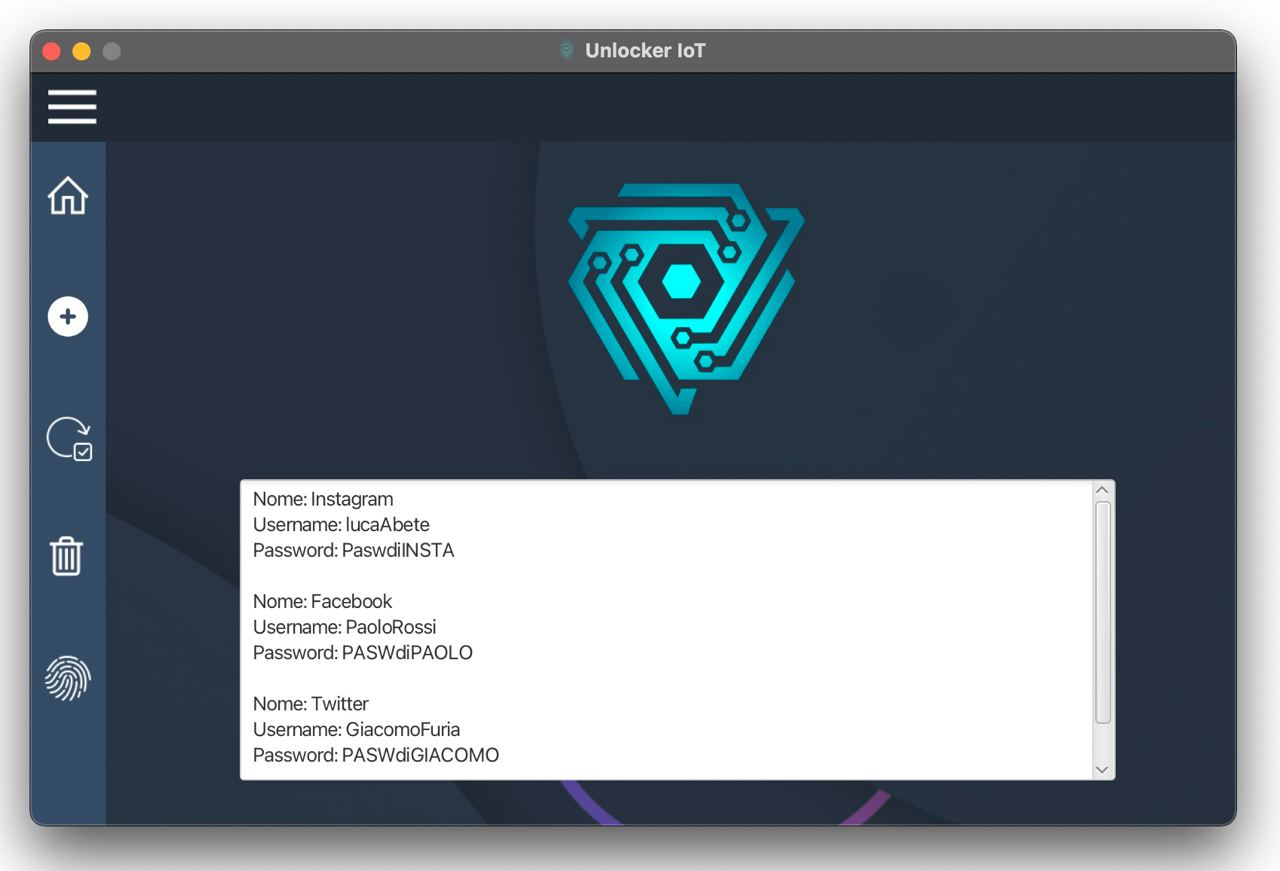 Unlocker IoT
Nome: Instagram
Username: lucaAbete
Password: PaswdiINSTA
Nome: Facebook
Username: PaoloRossi
Password: PASWdiPAOLO
Nome: Twitter
Username: GiacomoFuria
Password: PASWdiGIACOMO